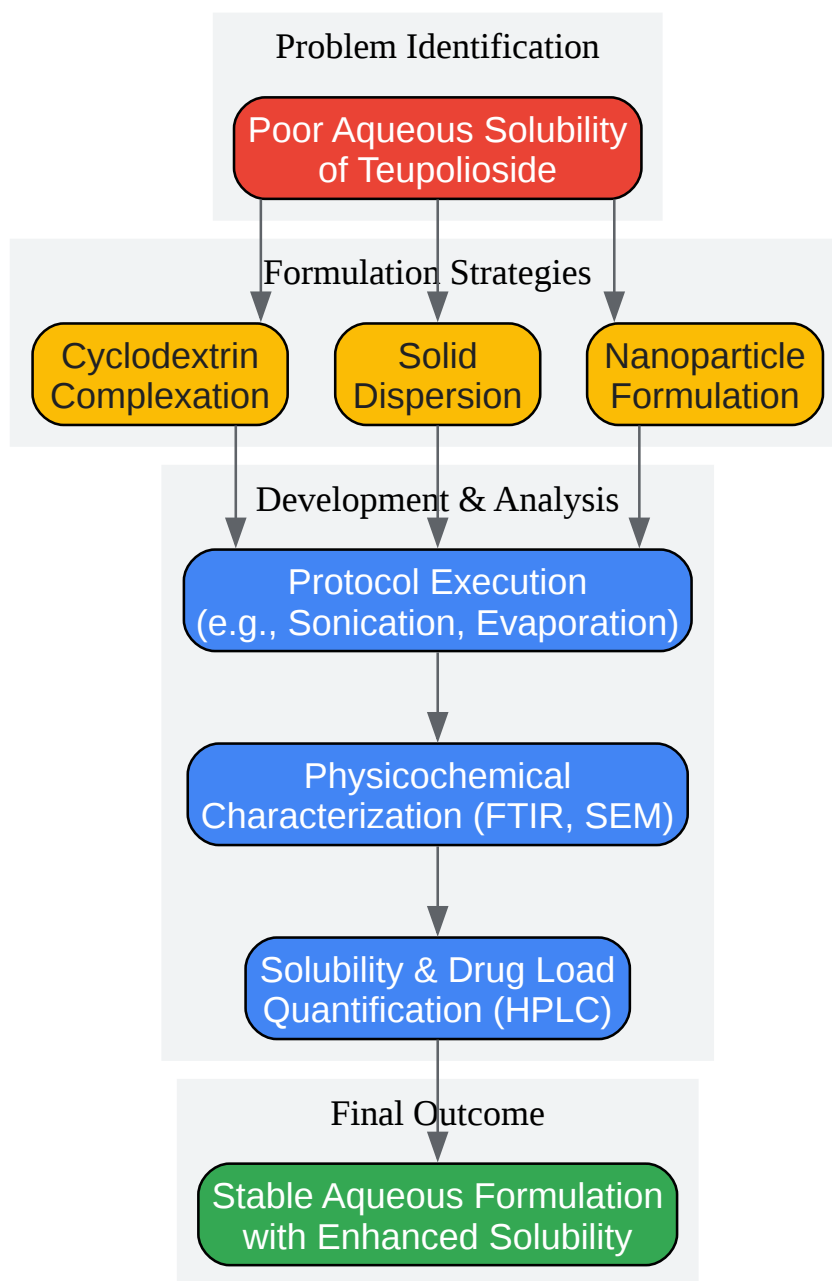 Problem Identification
Poor Aqueous Solubility
of Teupolioside
Formulation Strategies
Cyclodextrin
Complexation
Solid
Dispersion
Nanoparticle
Formulation
Development & Analysis
Protocol Execution
(e.g., Sonication, Evaporation)
Physicochemical
Characterization (FTIR, SEM)
Solubility & Drug Load
Quantification (HPLC)
Final Outcome
Stable Aqueous Formulation
with Enhanced Solubility